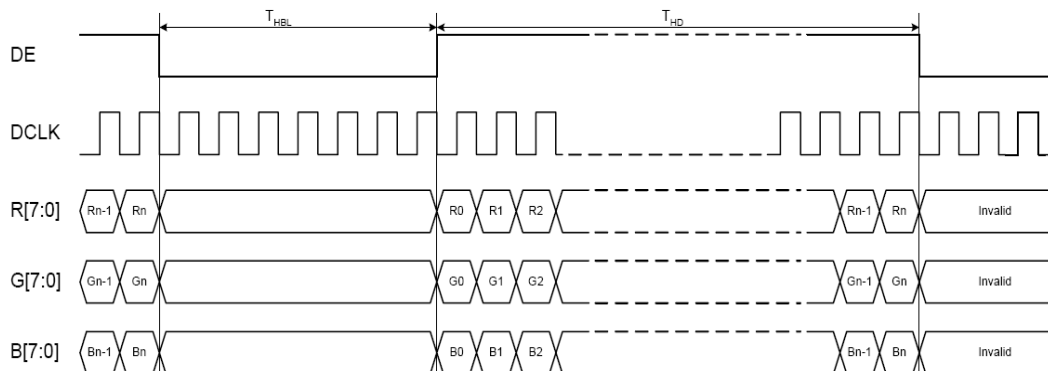 THBL THD
DE
DCLK
R[7:0] Rn-1 Rn R0 R1 R2 Rn-1 Rn Invalid
G[7:0] Gn-1 Gn G0 G1 G2 Gn-1 Gn Invalid
B[7:0] Bn-1 Bn B0 B1 B2 Bn-1 Bn Invalid